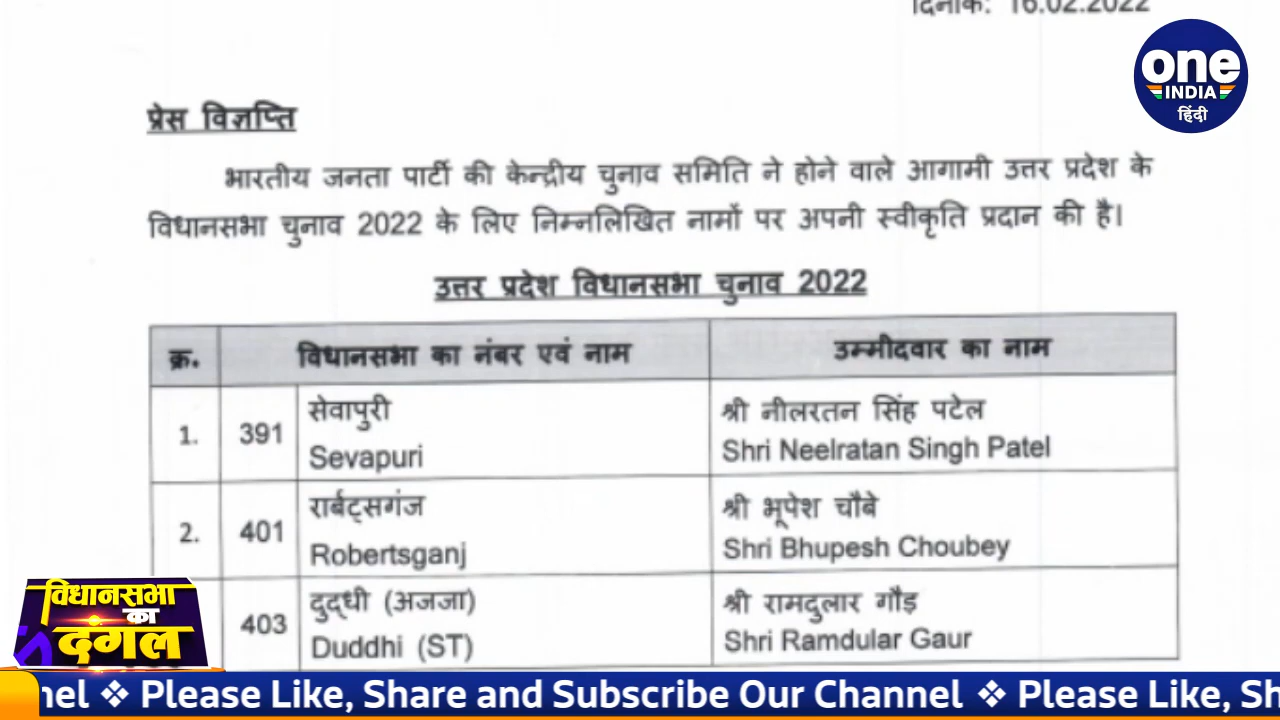 दिनांक: 16.02.2022
one
INDIA
हिंदी
प्रेस विज्ञप्ति
भारतीय जनता पार्टी की केन्द्रीय चुनाव समिति ने होने वाले आगामी उत्तर प्रदेश के
विधानसभा चुनाव 2022 के लिए निम्नलिखित नामों पर अपनी स्वीकृति प्रदान की है।
उत्तर प्रदेश विधानसभा चुनाव 2022
क्र. विधानसभा का नंबर एवं नाम उम्मीदवार का नाम
1. 391 सेवापुरी श्री नीलरतन सिंह पटेल
Sevapuri Shri Neelratan Singh Patel
2. 401 रार्बट्सगंज श्री भूपेश चौबे
Robertsganj Shri Bhupesh Choubey
403 दुद्धी (अजजा) श्री रामदुलार गौड़
Duddhi (ST) Shri Ramdular Gaur
विधानसभा
का
दंगल
nel ❖ Please Like, Share and Subscribe Our Channel ❖ Please Like, Sh